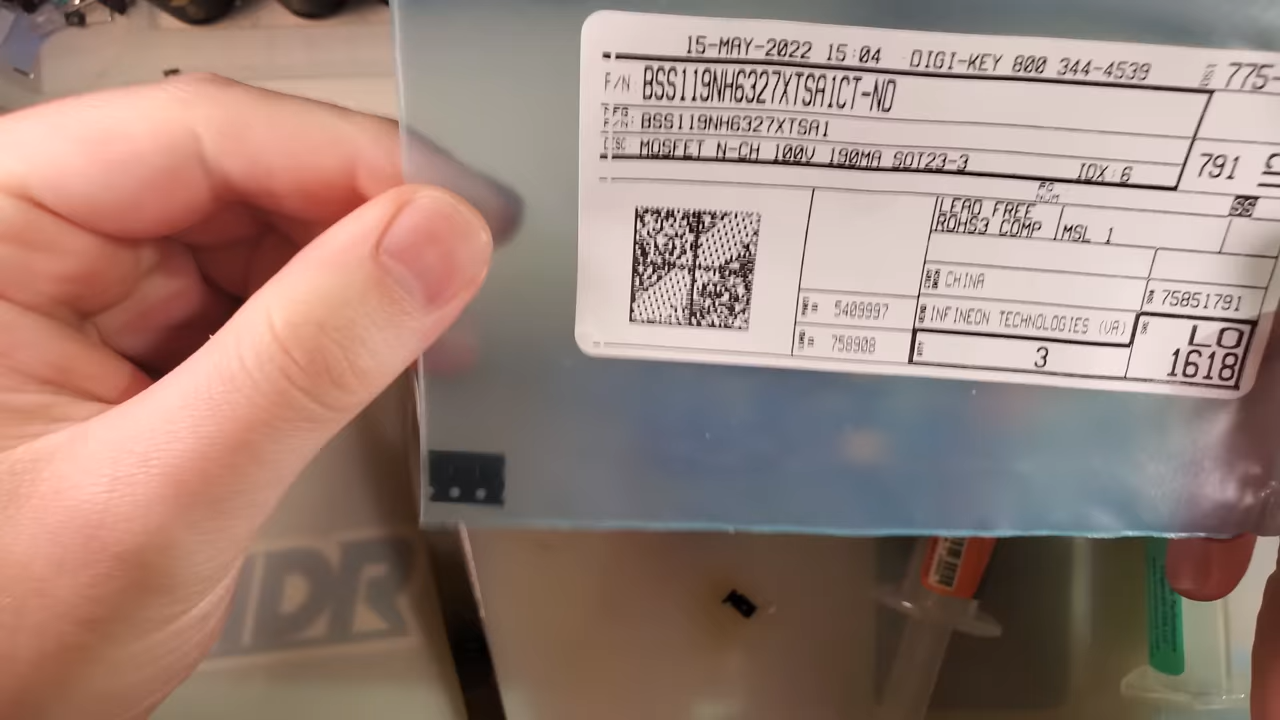 15-MAY-2022 15:04 DIGI-KEY 800 344-4539
775-
P/N: BSS119NH6327XTSA1CT-ND
MFG
P/N: BSS119NH6327XTSA1
DESC: MOSFET N-CH 100V 190MA SOT23-3
IDX:6
791
LEAD FREE
ROHS3 COMP
MSL 1
CHINA
75851791
5409997
INFINEON TECHNOLOGIES (VA)
758908
3
LO
1618
IDR